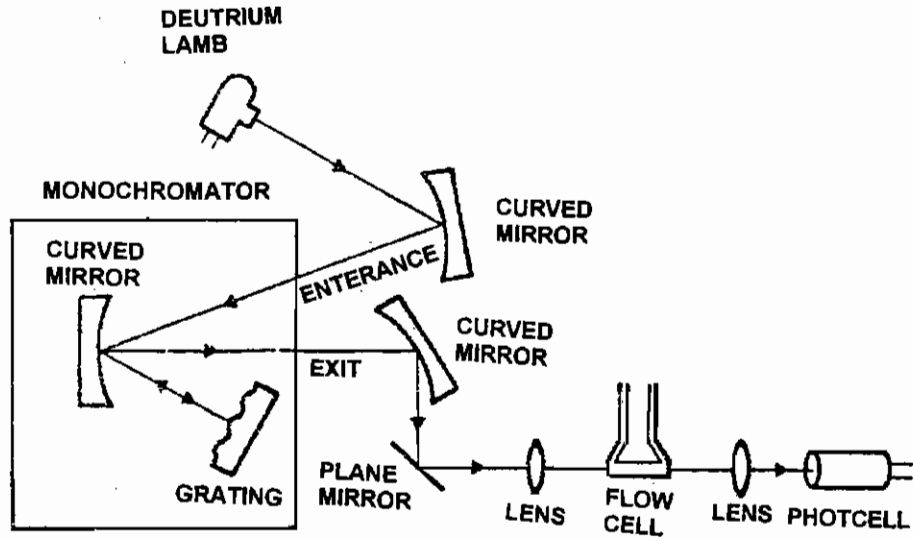 DEUTRIUM
LAMB
MONOCHROMATOR
CURVED
MIRROR
CURVED
MIRROR
ENTERANCE
CURVED
MIRROR
EXIT
GRATING
PLANE
MIRROR
LENS
FLOW
CELL
LENS
PHOTCELL